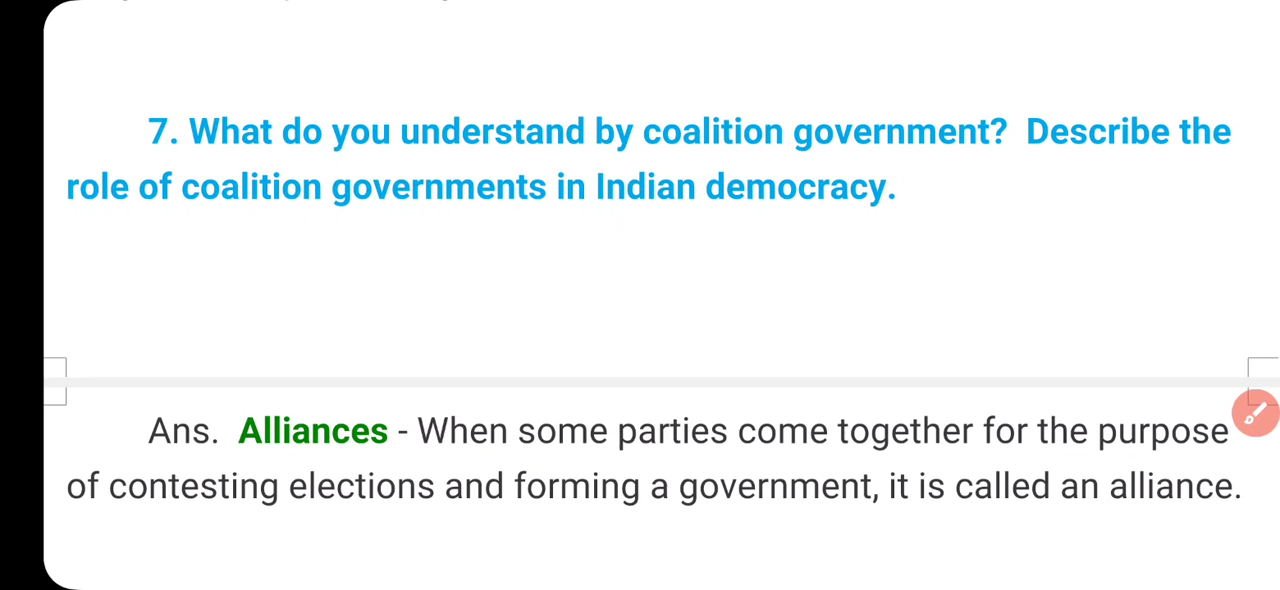 7. What do you understand by coalition government?  Describe the
role of coalition governments in Indian democracy.
Ans.  Alliances - When some parties come together for the purpose
of contesting elections and forming a government, it is called an alliance.